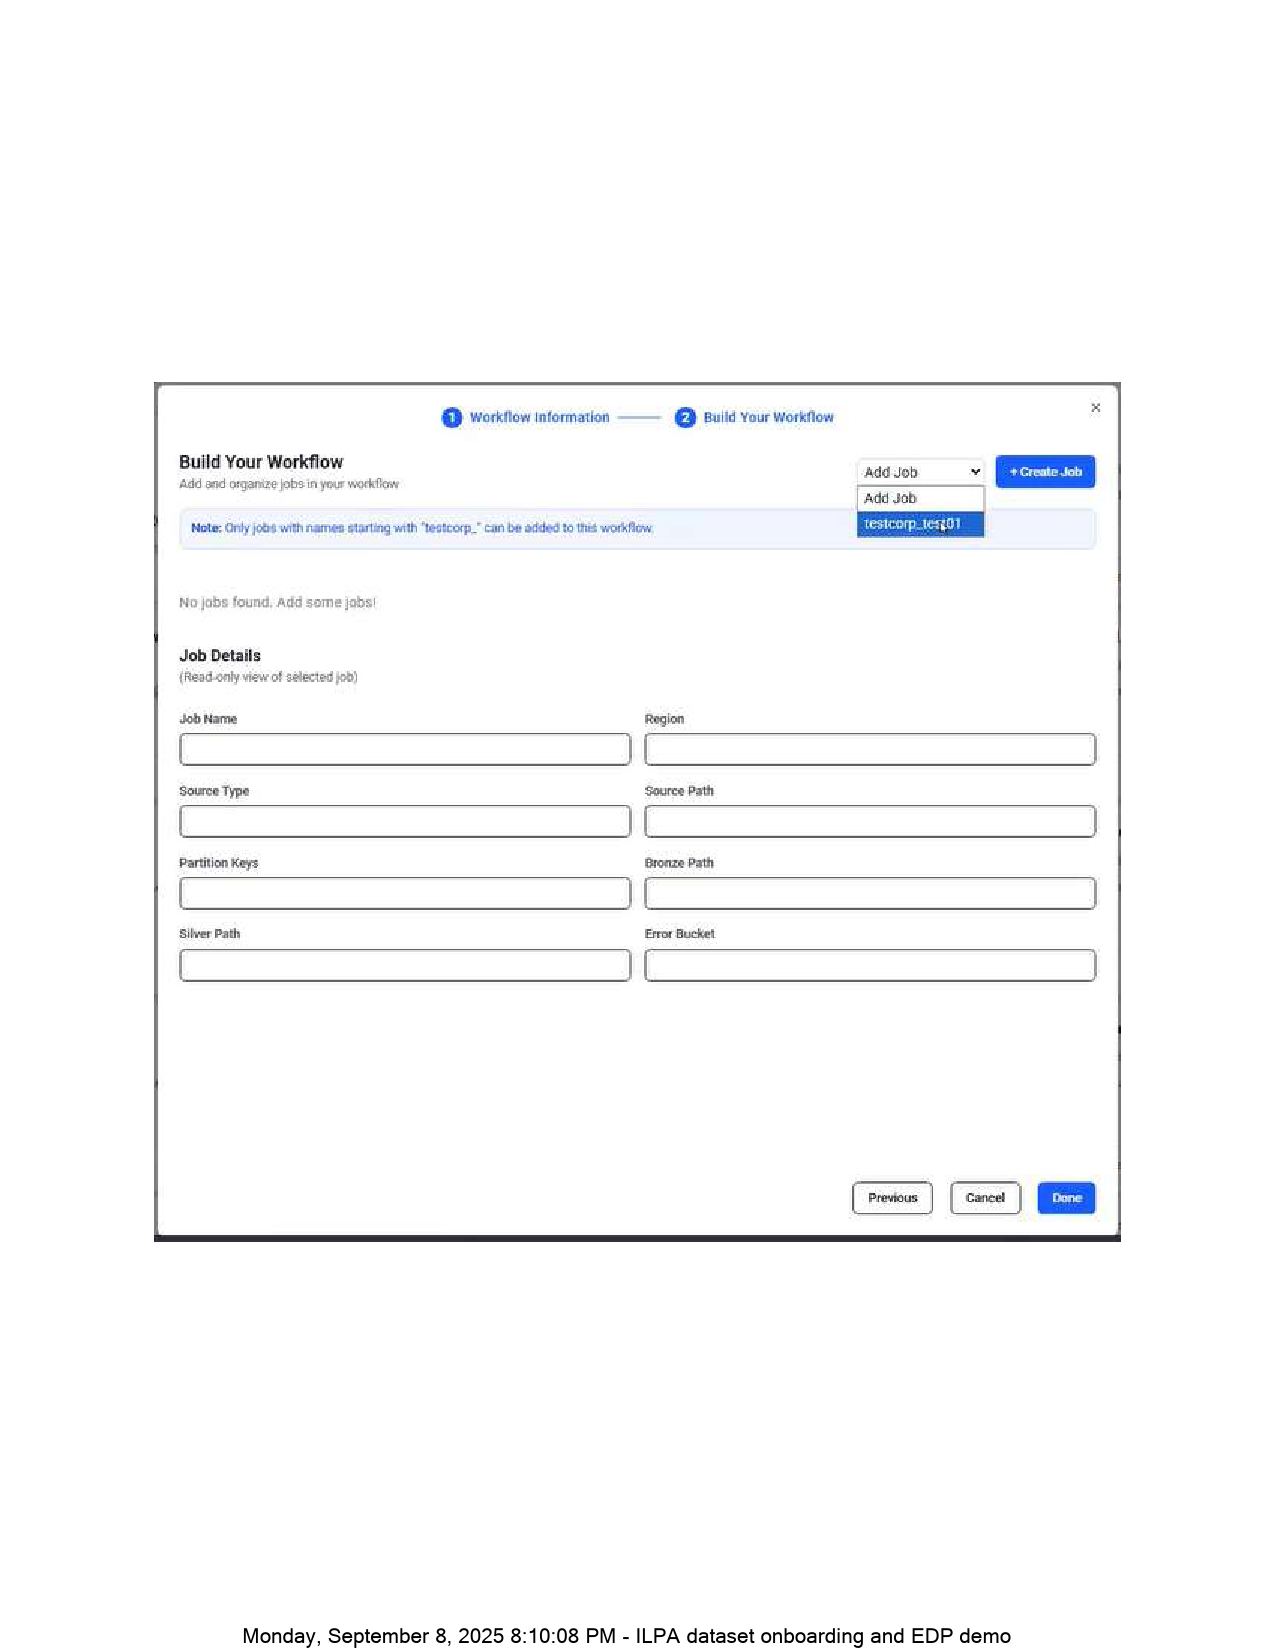 1 Workflow Information 2 Build Your Workflow ×
Build Your Workflow
Add and organize jobs in your workflow
Add Job
+ Create Job
Add Job
testcorp_test01
Note: Only jobs with names starting with "testcorp_" can be added to this workflow.
No jobs found. Add some jobs!
Job Details
(Read-only view of selected job)
Job Name Region
Source Type Source Path
Partition Keys Bronze Path
Silver Path Error Bucket
Previous Cancel Done
Monday, September 8, 2025 8:10:08 PM - ILPA dataset onboarding and EDP demo